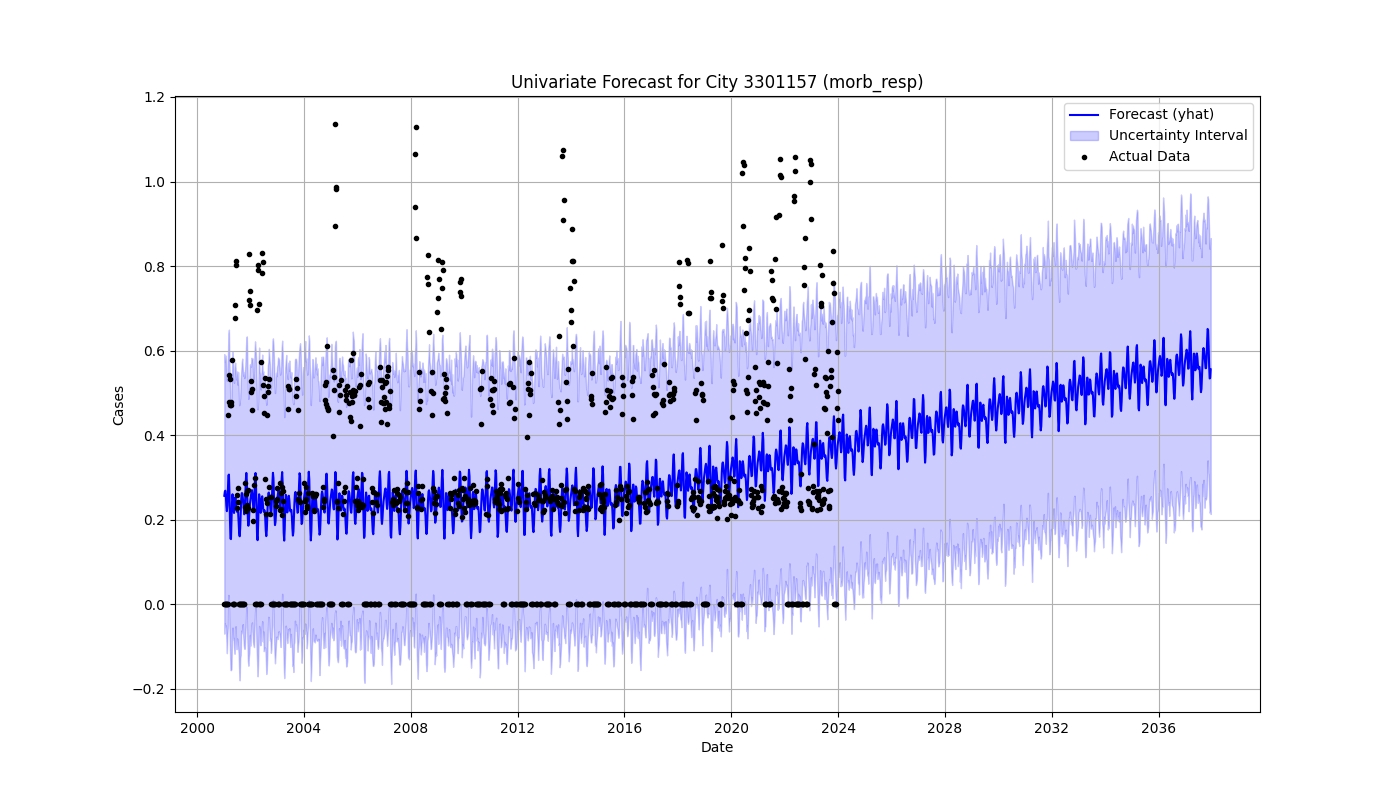 Univariate Forecast for City 3301157 (morb_resp)
1.2
1.0
0.8
0.6
0.4
0.2
0.0
−0.2
Cases
Forecast (yhat)
Uncertainty Interval
Actual Data
2000 2004 2008 2012 2016 2020 2024 2028 2032 2036
Date